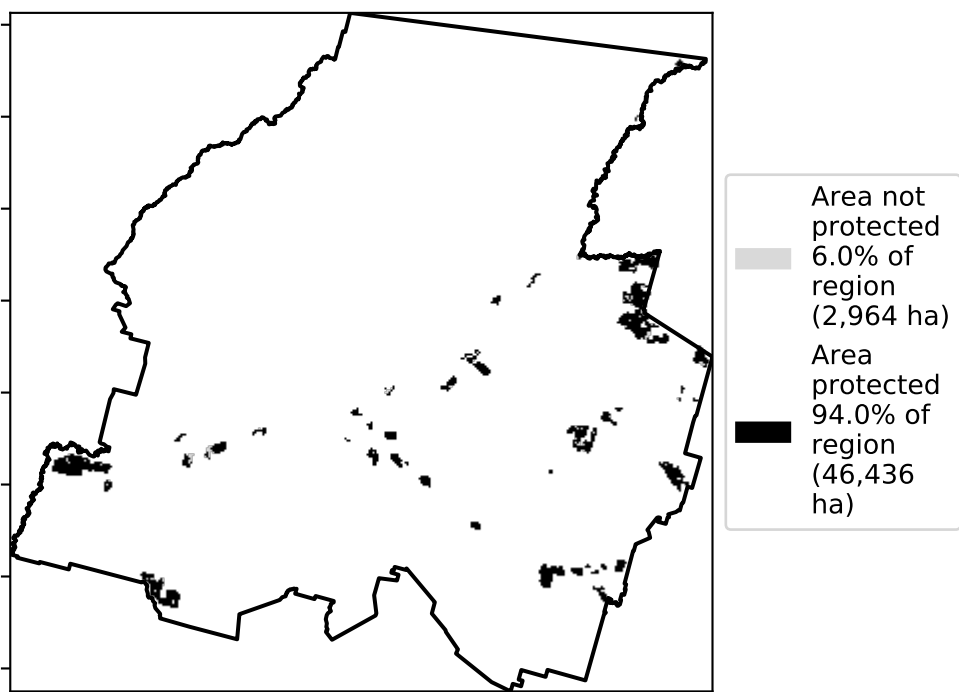 Area not
protected
6.0% of
region
(2,964 ha)
Area
protected
94.0% of
region
(46,436
ha)